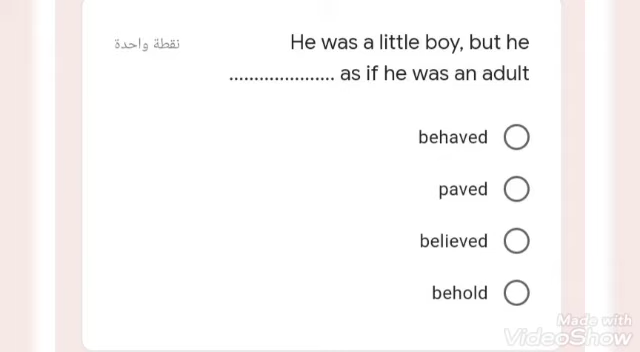 نقطة واحدة
He was a little boy, but he
..................... as if he was an adult
behaved
paved
believed
behold
Made with
VideoShow